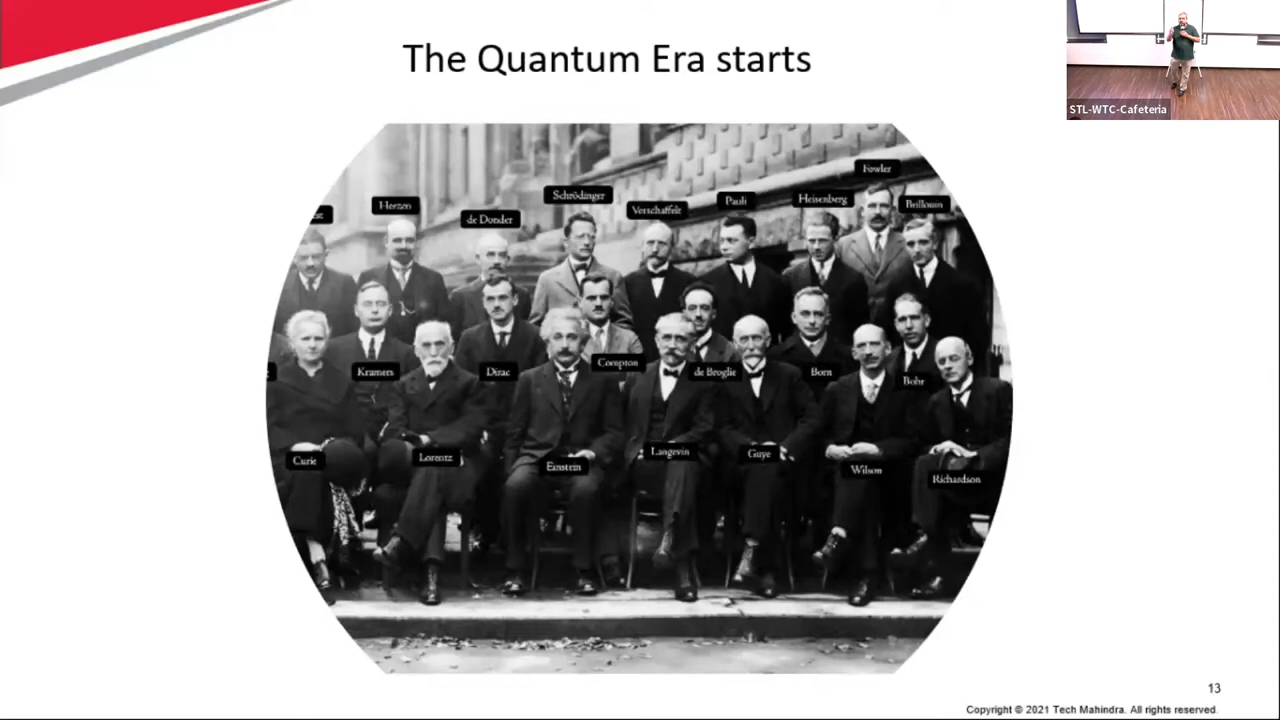 The Quantum Era starts
STL-WTC-Cafeteria
Fowler
Schrödinger
Pauli
Heisenberg
Herzen
Verschaffelt
Brillouin
de Donder
Compton
Kramers
Dirac
de Broglie
Born
Bohr
Curie
Lorentz
Einstein
Langevin
Guye
Wilson
Richardson
13
Copyright © 2021 Tech Mahindra. All rights reserved.